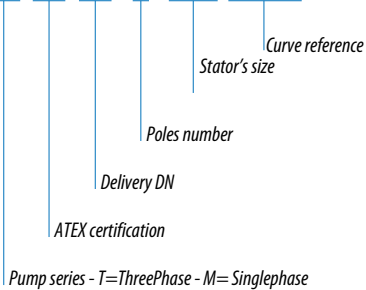 Curve reference
Stator's size
Poles number
Delivery DN
ATEX certification
Pump series - T=ThreePhase - M= Singlephase